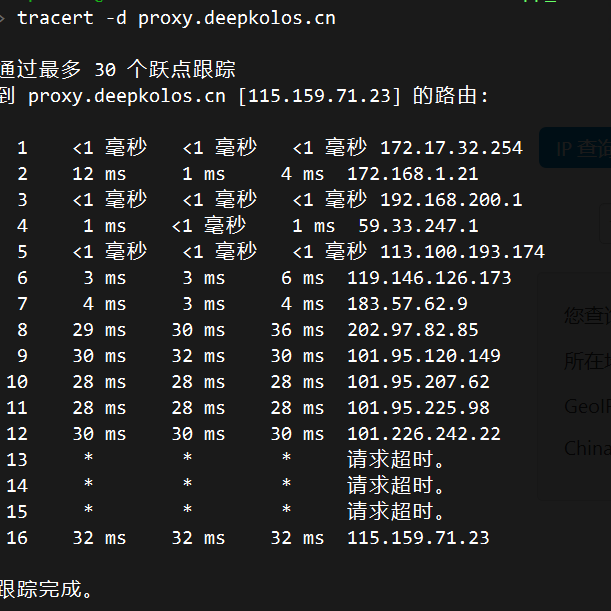 > tracert -d proxy.deepkolos.cn
通过最多 30 个跃点跟踪
到 proxy.deepkolos.cn [115.159.71.23] 的路由:
1 <1 毫秒 <1 毫秒 <1 毫秒 172.17.32.254
2 12 ms 1 ms 4 ms 172.168.1.21
3 <1 毫秒 <1 毫秒 <1 毫秒 192.168.200.1
4 1 ms <1 毫秒 1 ms 59.33.247.1
5 <1 毫秒 <1 毫秒 <1 毫秒 113.100.193.174
6 3 ms 3 ms 6 ms 119.146.126.173
7 4 ms 3 ms 4 ms 183.57.62.9
8 29 ms 30 ms 36 ms 202.97.82.85
9 30 ms 32 ms 30 ms 101.95.120.149
10 28 ms 28 ms 28 ms 101.95.207.62
11 28 ms 28 ms 28 ms 101.95.225.98
12 30 ms 30 ms 30 ms 101.226.242.22
13 * * * 请求超时。
14 * * * 请求超时。
15 * * * 请求超时。
16 32 ms 32 ms 32 ms 115.159.71.23
跟踪完成。
IP 查询
您查
所在
GeoI
China